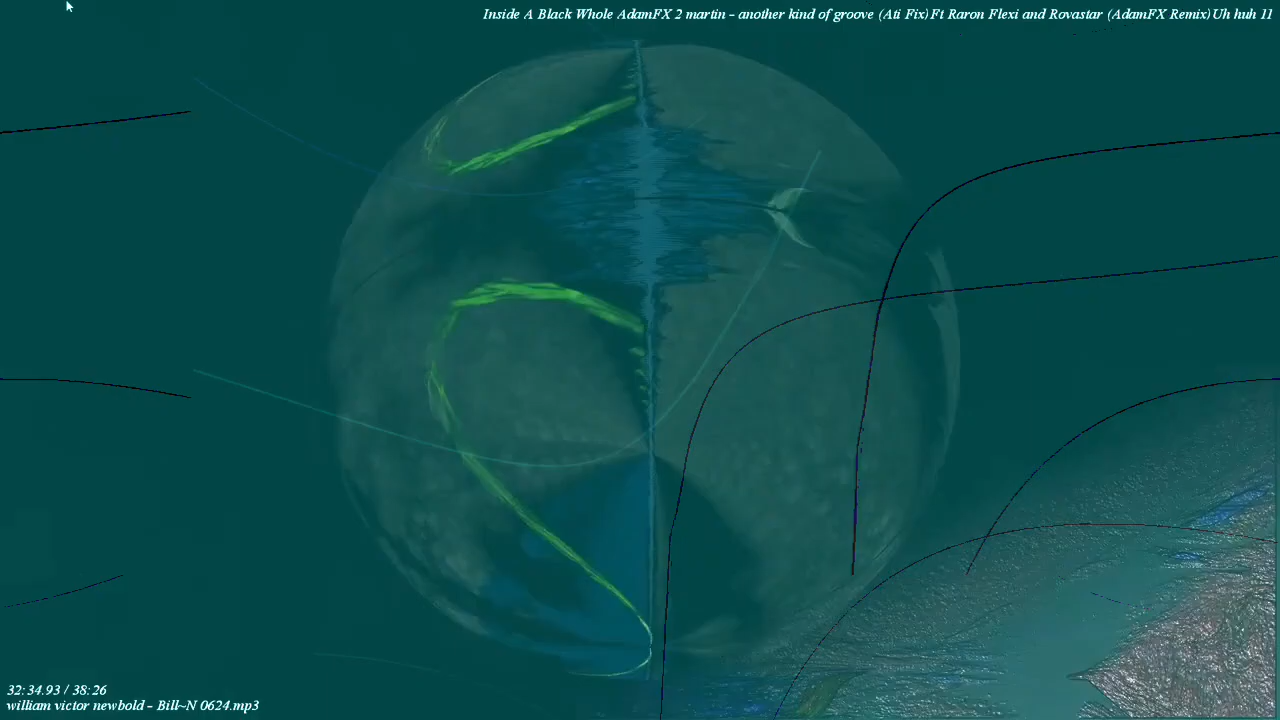 Inside A Black Whole AdamFX 2 martin - another kind of groove (Ati Fix) Ft Raron Flexi and Rovastar (AdamFX Remix) Uh huh 11
32:34.93 / 38:26
william victor newbold - Bill~N 0624.mp3